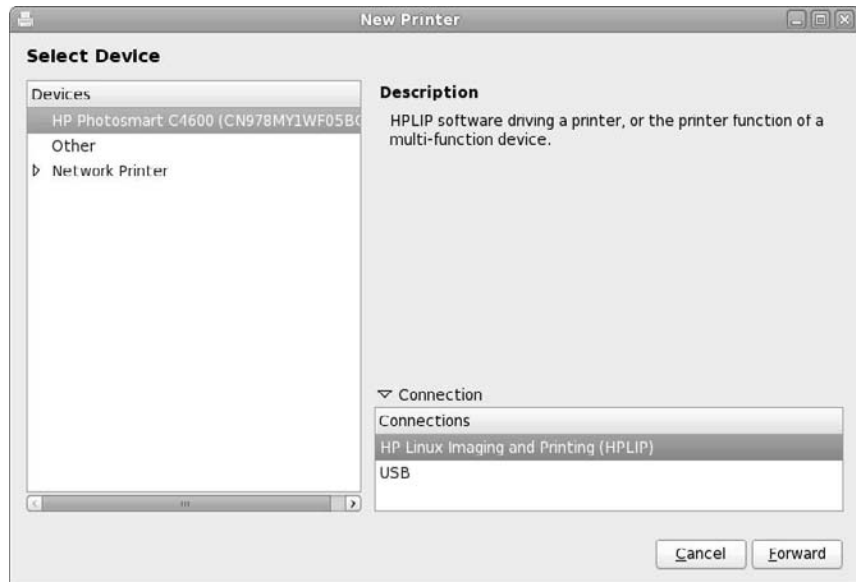 New Printer
Select Device
Devices
HP Photosmart C4600 (CN978MY1WF05B
Other
Network Printer
Description
HPLIP software driving a printer, or the printer function of a
multi-function device.
Connection
Connections
HP Linux Imaging and Printing (HPLIP)
USB
Cancel
Forward